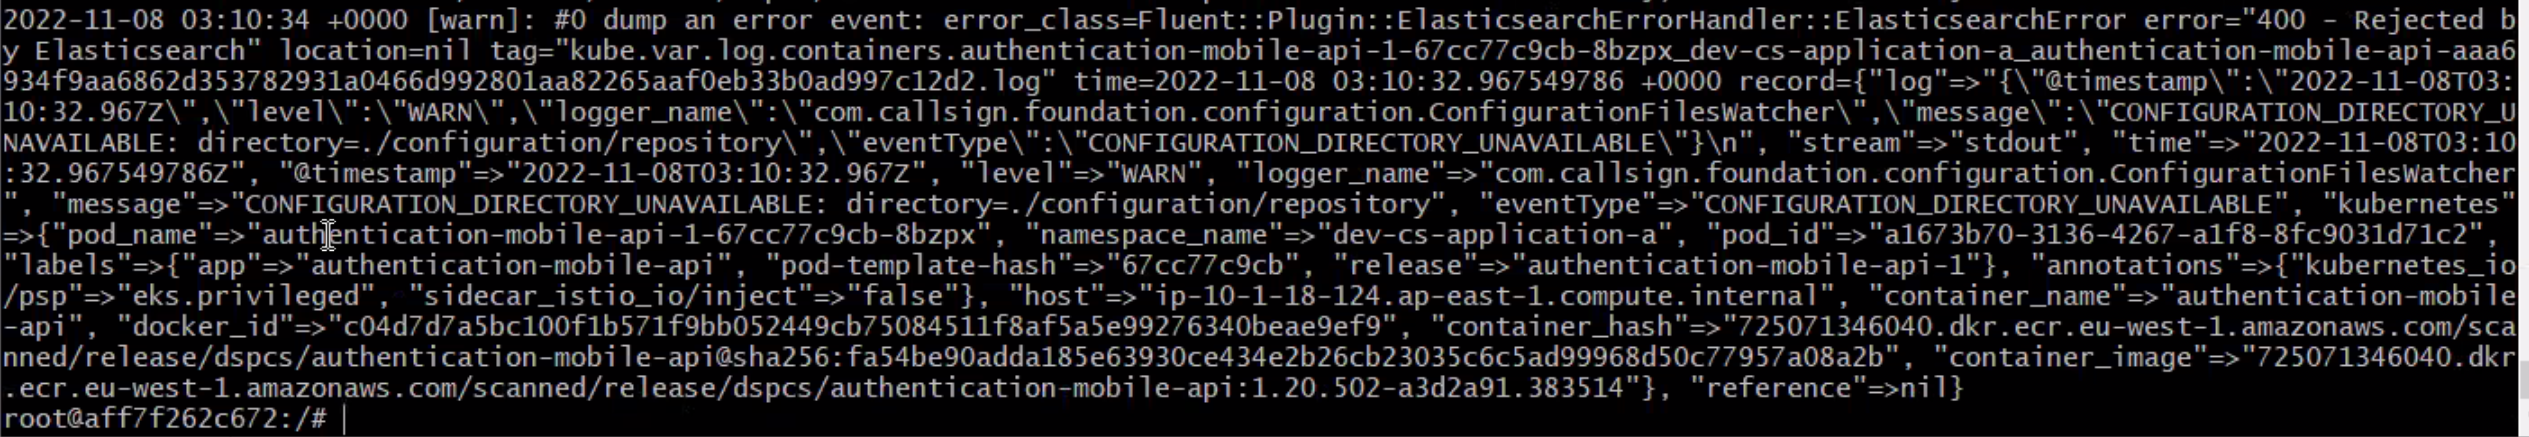 2022-11-08 03:10:34 +0000 [warn]: #0 dump an error event: error_class=Fluent::Plugin::ElasticsearchErrorHandler::ElasticsearchError error="400 - Rejected b
y Elasticsearch" location=nil tag="kube.var.log.containers.authentication-mobile-api-1-67cc77c9cb-8bzpx_dev-cs-application-a_authentication-mobile-api-aaa6
934f9aa6862d353782931a0466d992801aa82265aaf0eb33b0ad997c12d2.log" time=2022-11-08 03:10:32.967549786 +0000 record={"log"=>"{\"@timestamp\":\"2022-11-08T03:
10:32.967Z\",\"level\":\"WARN\",\"logger_name\":\"com.callsign.foundation.configuration.ConfigurationFilesWatcher\",\"message\":\"CONFIGURATION_DIRECTORY_U
NAVAILABLE: directory=./configuration/repository\",\"eventType\":\"CONFIGURATION_DIRECTORY_UNAVAILABLE\"}\n", "stream"=>"stdout", "time"=>"2022-11-08T03:10
:32.967549786Z", "@timestamp"=>"2022-11-08T03:10:32.967Z", "level"=>"WARN", "logger_name"=>"com.callsign.foundation.configuration.ConfigurationFilesWatcher
", "message"=>"CONFIGURATION_DIRECTORY_UNAVAILABLE: directory=./configuration/repository", "eventType"=>"CONFIGURATION_DIRECTORY_UNAVAILABLE", "kubernetes"
=>{"pod_name"=>"authentication-mobile-api-1-67cc77c9cb-8bzpx", "namespace_name"=>"dev-cs-application-a", "pod_id"=>"a1673b70-3136-4267-a1f8-8fc9031d71c2",
"labels"=>{"app"=>"authentication-mobile-api", "pod-template-hash"=>"67cc77c9cb", "release"=>"authentication-mobile-api-1"}, "annotations"=>{"kubernetes_io
/psp"=>"eks.privileged", "sidecar_istio_io/inject"=>"false"}, "host"=>"ip-10-1-18-124.ap-east-1.compute.internal", "container_name"=>"authentication-mobile
-api", "docker_id"=>"c04d7d7a5bc100f1b571f9bb052449cb75084511f8af5a5e99276340beae9ef9", "container_hash"=>"725071346040.dkr.ecr.eu-west-1.amazonaws.com/sca
nned/release/dspcs/authentication-mobile-api@sha256:fa54be90adda185e63930ce434e2b26cb23035c6c5ad99968d50c77957a08a2b", "container_image"=>"725071346040.dkr
.ecr.eu-west-1.amazonaws.com/scanned/release/dspcs/authentication-mobile-api:1.20.502-a3d2a91.383514"}, "reference"=>nil}
root@aff7f262c672:/#